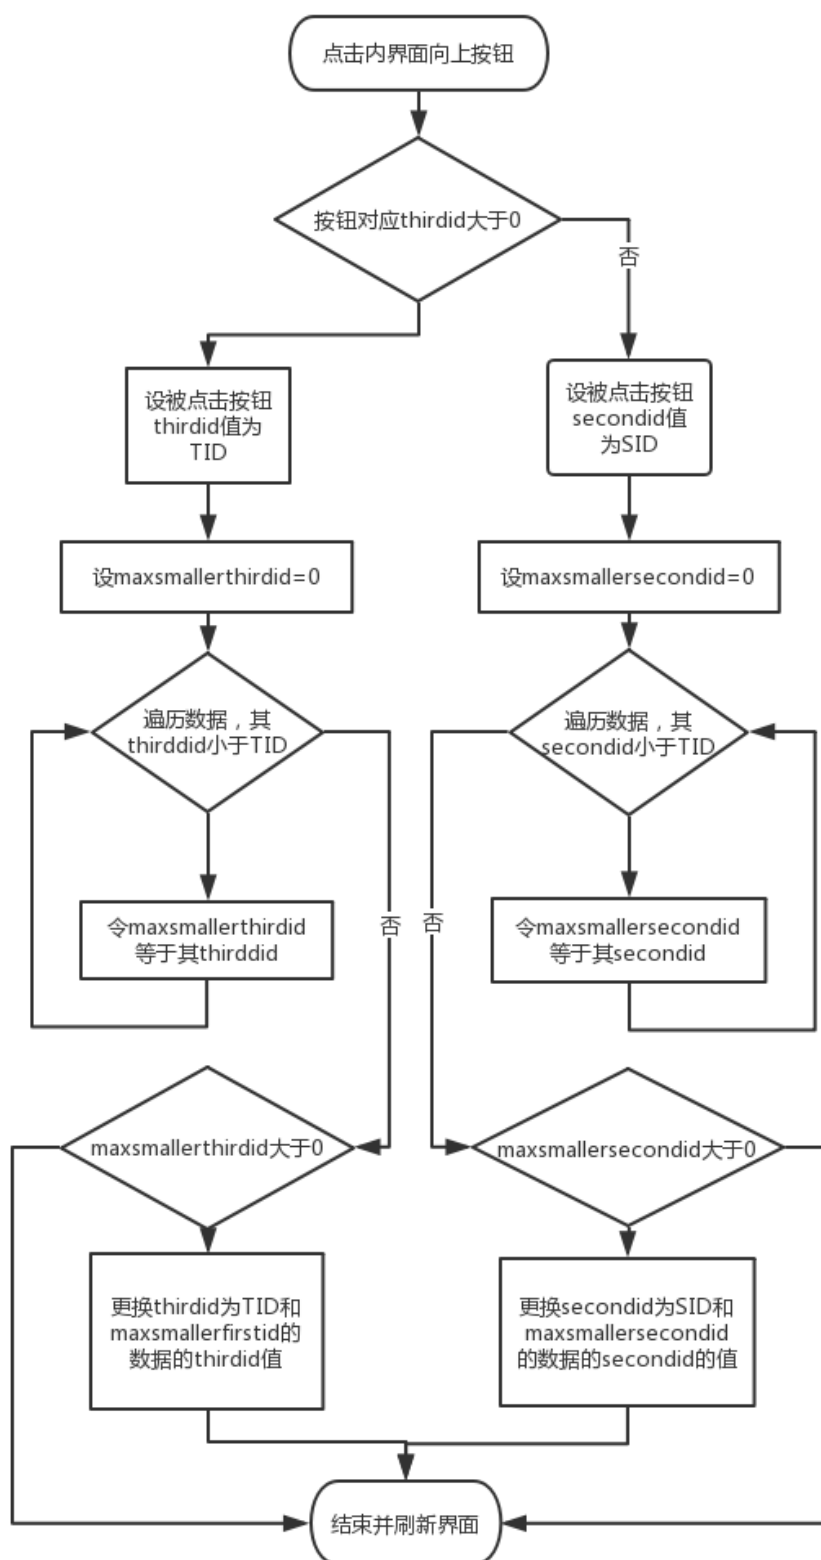 点击内界面向上按钮
按钮对应thirdid大于0
否
设被点击按钮
thirdid值为
TID
设被点击按钮
secondid值
为SID
设maxsmallerthirdid=0
设maxsmallersecondid=0
遍历数据，其
thirddid小于TID
遍历数据，其
secondid小于TID
令maxsmallerthirdid
等于其thirddid
否
否
令maxsmallersecondid
等于其secondid
maxsmallerthirdid大于0
maxsmallersecondid大于0
更换thirdid为TID和
maxsmallerfirstid的
数据的thirdid值
更换secondid为SID和
maxsmallersecondid
的数据的secondid的值
结束并刷新界面